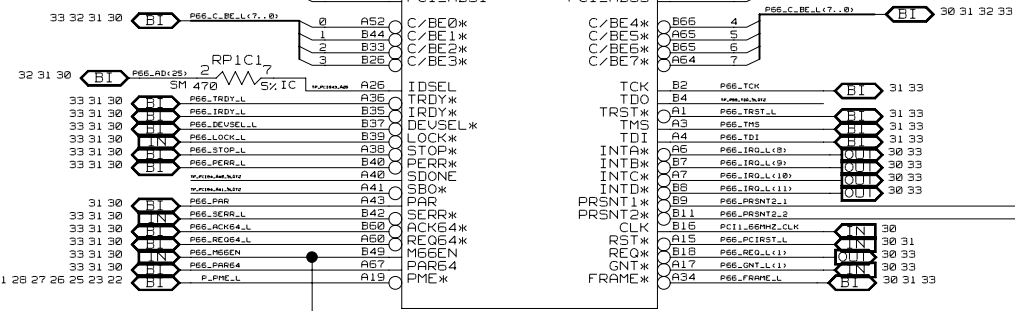 33 32 31 30 BI P66_C_BE_L(7..0) P66_C_BE_L(7..0) BI 30 31 32 33
0 A52 C/BE0* C/BE4* B66 4
1 B44 C/BE1* C/BE5* A65 5
2 B33 C/BE2* C/BE6* B65 6
3 B26 C/BE3* C/BE7* A64 7
RP1C1
32 31 30 BI P66_AD(25) 2 7
SM 470 5% IC
A26 IDSEL TCK B2 P66_TCK BI 31 33
33 31 30 BI P66_TRDY_L A36 TRDY* TDO B4
33 31 30 BI P66_IRDY_L B35 IRDY* TRST* A1 P66_TRST_L BI 31 33
33 31 30 BI P66_DEVSEL_L B37 DEVSEL* TMS A3 P66_TMS BI 31 33
33 31 30 IN P66_LOCK_L B39 LOCK* TDI A4 P66_TDI BI 31 33
33 31 30 BI P66_STOP_L A38 STOP* INTA* A6 P66_IRQ_L(8) OUT 30 33
33 31 30 BI P66_PERR_L B40 PERR* INTB* B7 P66_IRQ_L(9) OUT 30 33
A40 SDONE INTC* A7 P66_IRQ_L(10) OUT 30 33
A41 SBO* INTD* B8 P66_IRQ_L(11) OUT 30 33
31 30 BI P66_PAR A43 PAR PRSNT1* B9 P66_PRSNT2_1
33 31 30 IN P66_SERR_L B42 SERR* PRSNT2* B11 P66_PRSNT2_2
33 31 30 BI P66_ACK64_L B60 ACK64* CLK B16 PCI1_66MHZ_CLK IN 30
33 31 30 BI P66_REQ64_L A60 REQ64* RST* A15 P66_PCIRST_L IN 30 31
33 31 30 IN P66_M66EN B49 M66EN REQ* B18 P66_REQ_L(1) OUT 30 33
33 31 30 BI P66_PAR64 A67 PAR64 GNT* A17 P66_GNT_L(1) IN 30 33
1 28 27 26 25 23 22 BI P_PME_L A19 PME* FRAME* A34 P66_FRAME_L BI 30 31 33